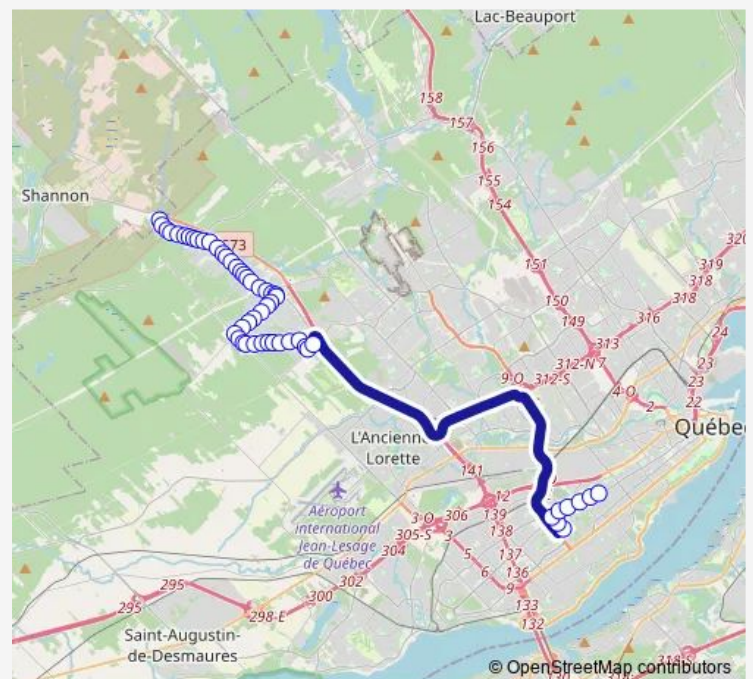 Lac-Beauport
158
157
156
Shannon
155
154
320
573
151
319
318
318
150
316
149
24
313
312-N 7
23
9 O
312-S
4 O
23
2
22
Québec
L'Ancienne-
Lorette
141
12
Aéroport
international
Jean-Lesage
de Québec
3 O
306
139
305-S
3
138
304
302
5
137
6
136
295
300
9
295
298-E
133
132
Saint-Augustin-
de-Desmaures
© OpenStreetMap contributors